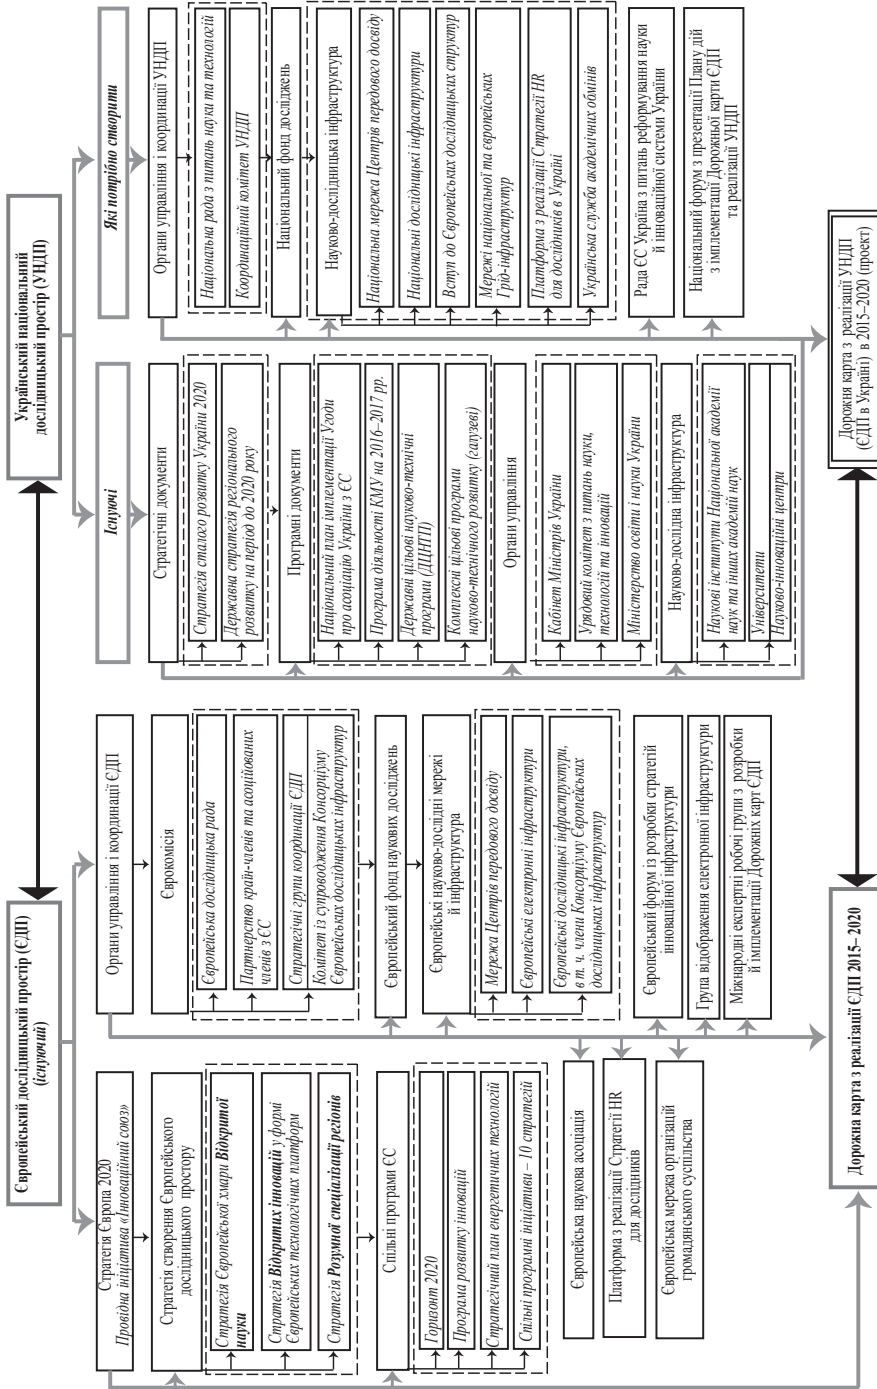 Європейський дослідницький простір (ЄДП)
(існуючий)
Український національний
дослідницький простір (УНДП)
Стратегія Європа 2020
Провідна ініціатива «Інноваційний союз»
Стратегія створення Європейського
дослідницького простору
Стратегія Європейської хмари Відкритої
науки
Стратегія Відкритих інновацій у формі
Європейських технологічних платформ
Стратегія Розумної спеціалізації регіонів
Спільні програми ЄС
Горизонт 2020
Програма розвитку інновацій
Стратегічний план енергетичних технологій
Спільні програмні ініціативи – 10 стратегій
Європейська наукова асоціація
Платформа з реалізації Стратегії HR
для дослідників
Європейська мережа організацій
громадянського суспільства
Органи управління і координації ЄДП
Єврокомісія
Європейська дослідницька рада
Партнерство країн-членів та асоційованих
членів з ЄС
Стратегічні групи координації ЄДП
Комітет із супроводження Консорціуму
Європейських дослідницьких інфраструктур
Європейський фонд наукових досліджень
Європейські науково-дослідні мережі
й інфраструктура
Мережа Центрів передового досвіду
Європейські електронні інфраструктури
Європейські дослідницькі інфраструктури,
в т. ч. члени Консорціуму Європейських
дослідницьких інфраструктур
Європейський форум із розробки стратегій
інноваційної інфраструктури
Група відображення електронної інфраструктури
Міжнародні експертні робочі групи з розробки
й імплементації Дорожніх карт ЄДП
Існуючі
Стратегічні документи
Стратегія сталого розвитку України 2020
Державна стратегія регіонального
розвитку на період до 2020 року
Програмні документи
Національний план імплементації Угоди
про асоціацію України з ЄС
Програма діяльності КМУ на 2016–2017 рр.
Державні цільові науково-технічні
програми (ДЦНТП)
Комплексні цільові програми
науково-технічного розвитку (галузеві)
Органи управління
Кабінет Міністрів України
Урядовий комітет з питань науки,
технологій та інновацій
Міністерство освіти і науки України
Науково-дослідна інфраструктура
Наукові інститути Національної академії
наук та інших академій наук
Університети
Науково-інноваційні центри
Які потрібно створити
Органи управління і координації УНДП
Національна рада з питань науки та технологій
Координаційний комітет УНДП
Національний фонд досліджень
Науково-дослідницька інфраструктура
Національна мережа Центрів передового досвіду
Національні дослідницькі інфраструктури
Вступ до Європейських дослідницьких структур
Мережі національної та європейських
Грід-інфраструктур
Платформа з реалізації Стратегії HR
для дослідників в Україні
Українська служба академічних обмінів
Рада ЄС Україна з питань реформування науки
й інноваційної системи України
Національний форум з презентації Плану дій
з імплементації Дорожньої карти ЄДП
та реалізації УНДП
Дорожня карта з реалізації ЄДП 2015– 2020
Дорожня карта з реалізації УНДП
(ЄДП в Україні) в 2015–2020 (проект)